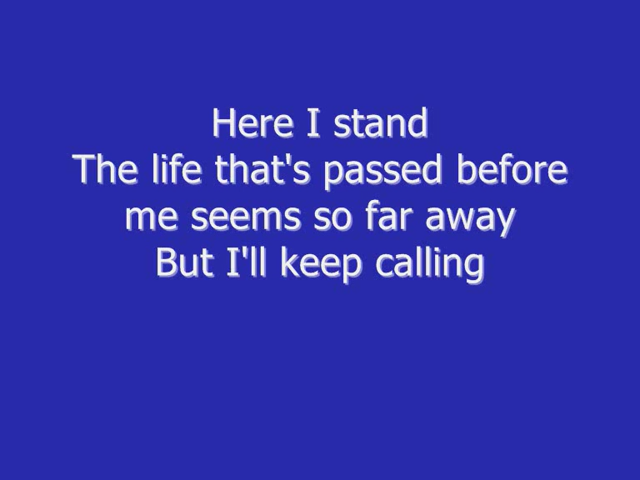 Here I stand
The life that's passed before
me seems so far away
But I'll keep calling